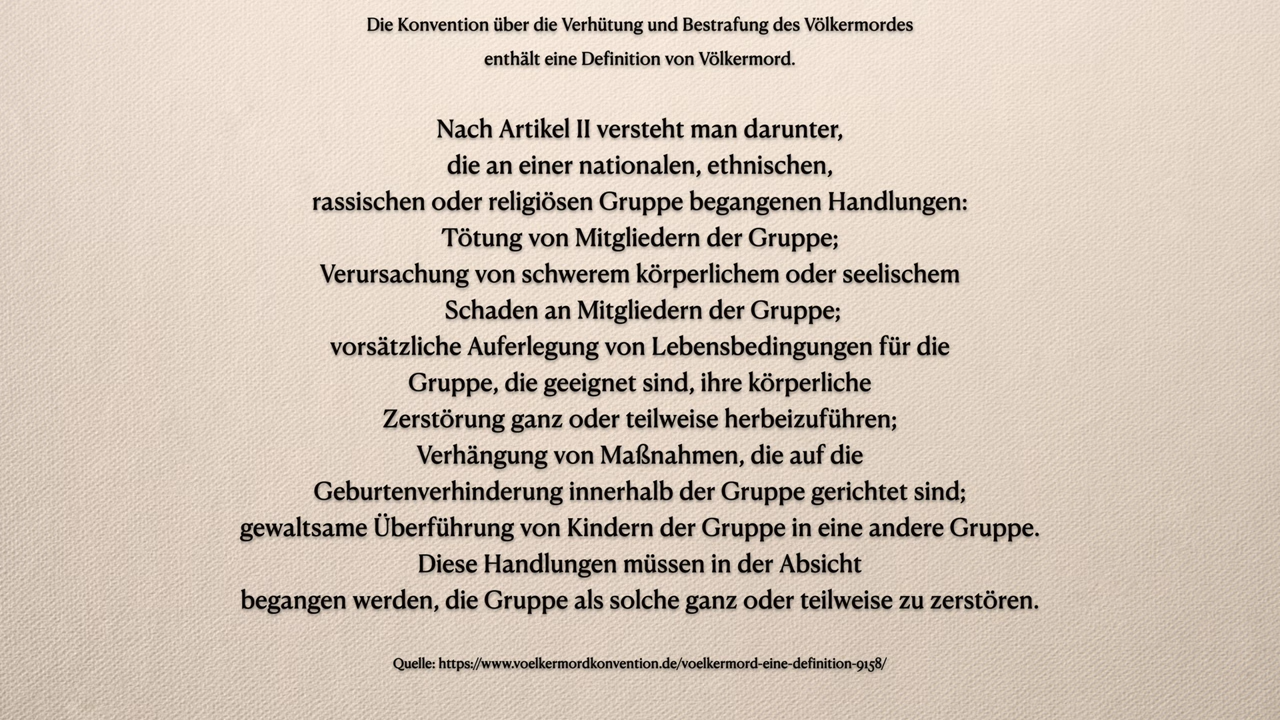 Die Konvention über die Verhütung und Bestrafung des Völkermordes
enthält eine Definition von Völkermord.
Nach Artikel II versteht man darunter,
die an einer nationalen, ethnischen,
rassischen oder religiösen Gruppe begangenen Handlungen:
Tötung von Mitgliedern der Gruppe;
Verursachung von schwerem körperlichem oder seelischem
Schaden an Mitgliedern der Gruppe;
vorsätzliche Auferlegung von Lebensbedingungen für die
Gruppe, die geeignet sind, ihre körperliche
Zerstörung ganz oder teilweise herbeizuführen;
Verhängung von Maßnahmen, die auf die
Geburtenverhinderung innerhalb der Gruppe gerichtet sind;
gewaltsame Überführung von Kindern der Gruppe in eine andere Gruppe.
Diese Handlungen müssen in der Absicht
begangen werden, die Gruppe als solche ganz oder teilweise zu zerstören.
Quelle: https://www.voelkermordkonvention.de/voelkermord-eine-definition-9158/